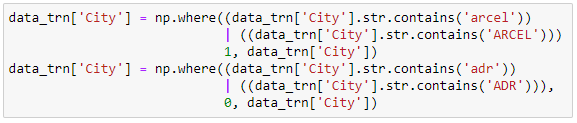 data_trn['City'] = np.where((data_trn['City'].str.contains('arcel'))
| ((data_trn['City'].str.contains('ARCEL')))
1, data_trn['City'])
data_trn['City'] = np.where((data_trn['City'].str.contains('adr'))
| ((data_trn['City'].str.contains('ADR'))),
0, data_trn['City'])